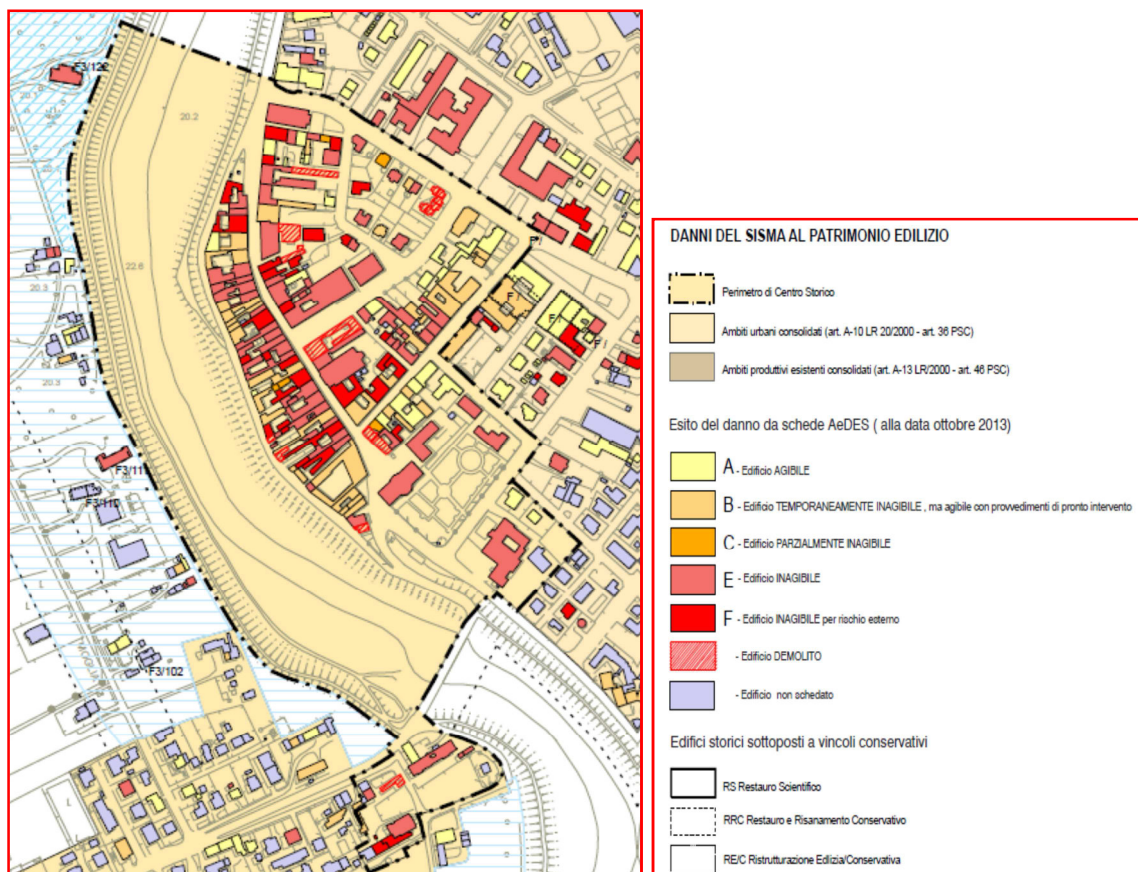 F3/122
20.1
20.2
22.6
20.3
20.3
F3/110
F3/102
L
L
L
DANNI DEL SISMA AL PATRIMONIO EDILIZIO
Perimetro di Centro Storico
Ambiti urbani consolidati (art. A-10 LR 20/2000 - art. 36 PSC)
Ambiti produttivi esistenti consolidati (art. A-13 LR/2000 - art. 46 PSC)
Esito del danno da schede AeDES ( alla data ottobre 2013)
A - Edificio AGIBILE
B - Edificio TEMPORANEAMENTE INAGIBILE , ma agibile con provvedimenti di pronto intervento
C - Edificio PARZIALMENTE INAGIBILE
E - Edificio INAGIBILE
F - Edificio INAGIBILE per rischio esterno
- Edificio DEMOLITO
- Edificio non schedato
Edifici storici sottoposti a vincoli conservativi
RS Restauro Scientifico
RRC Restauro e Risanamento Conservativo
RE/C Ristrutturazione Edilizia/Conservativa